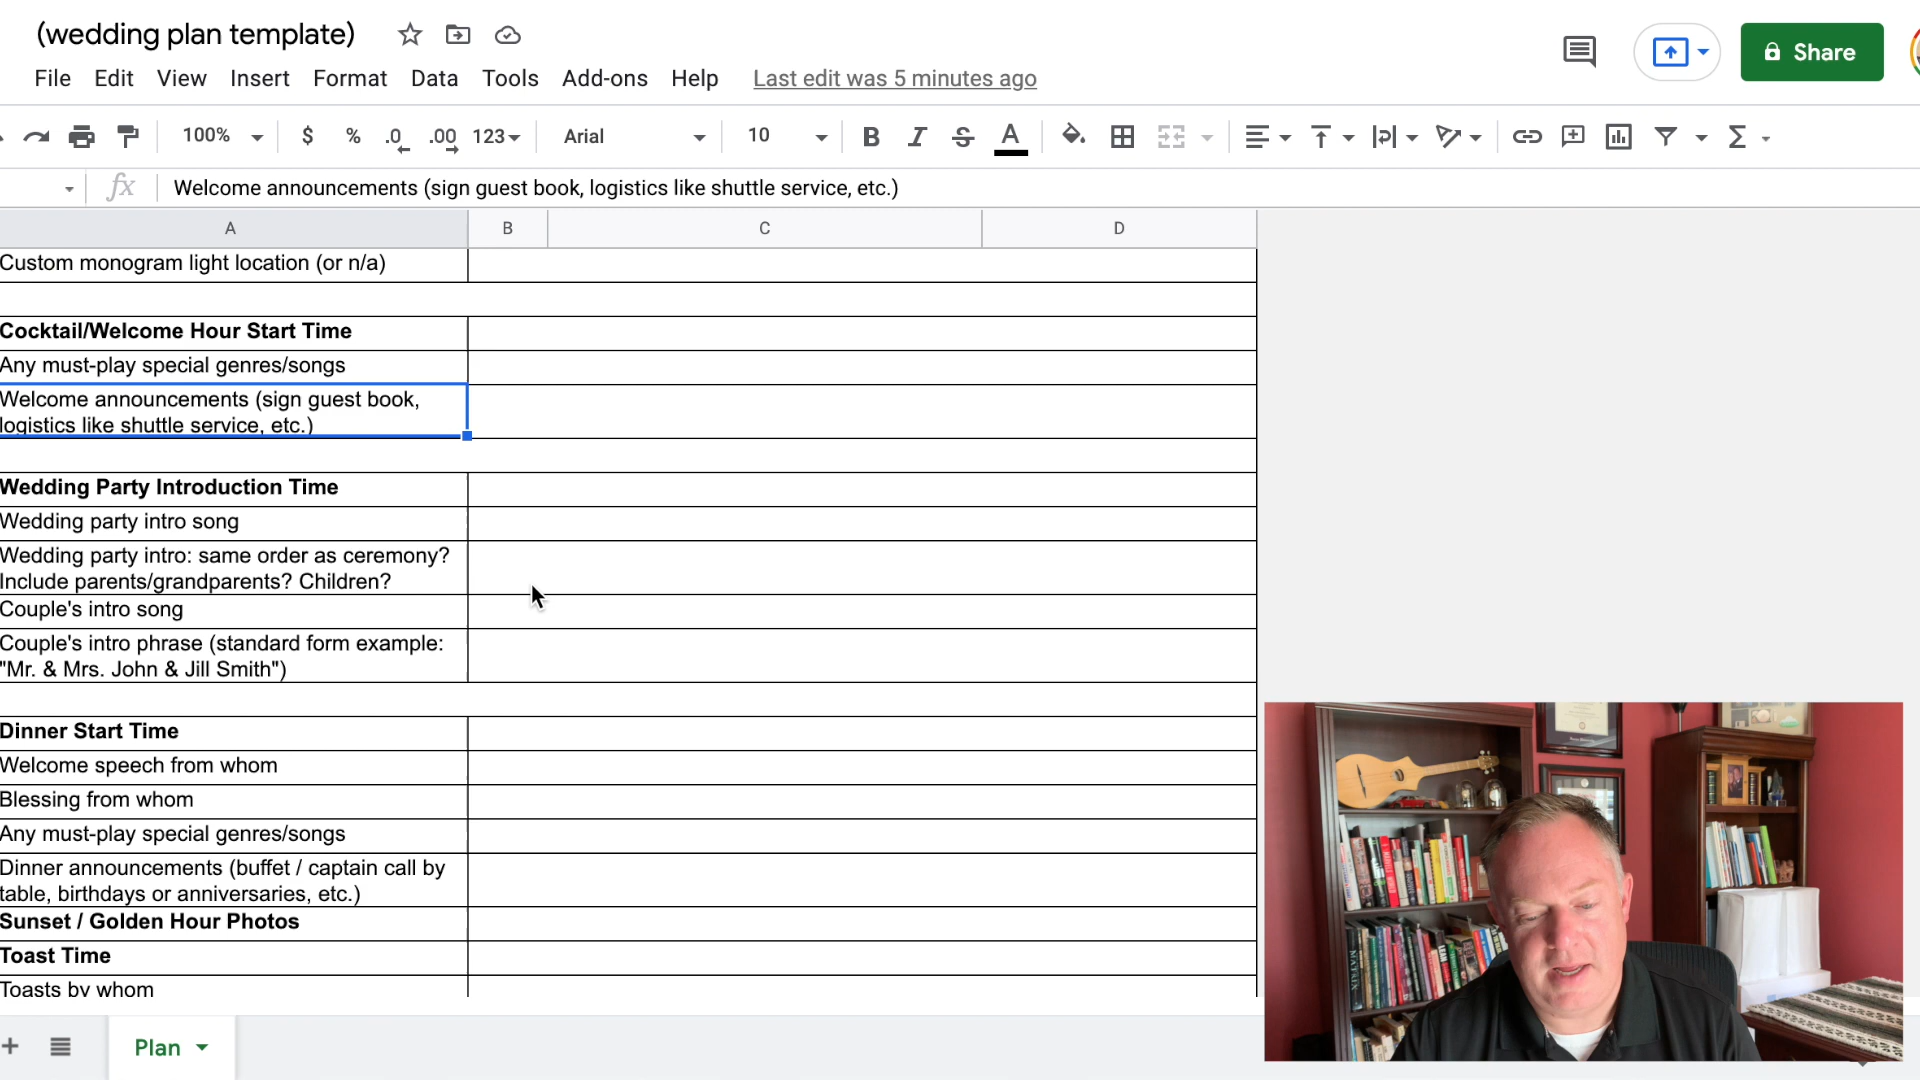 (wedding plan template)
File Edit View Insert Format Data Tools Add-ons Help Last edit was 5 minutes ago
Share
100% $ % .0 .00 123 Arial 10 B I S A Σ
fx Welcome announcements (sign guest book, logistics like shuttle service, etc.)
A B C D
Custom monogram light location (or n/a)
Cocktail/Welcome Hour Start Time
Any must-play special genres/songs
Welcome announcements (sign guest book,
logistics like shuttle service, etc.)
Wedding Party Introduction Time
Wedding party intro song
Wedding party intro: same order as ceremony?
Include parents/grandparents? Children?
Couple's intro song
Couple's intro phrase (standard form example:
"Mr. & Mrs. John & Jill Smith")
Dinner Start Time
Welcome speech from whom
Blessing from whom
Any must-play special genres/songs
Dinner announcements (buffet / captain call by
table, birthdays or anniversaries, etc.)
Sunset / Golden Hour Photos
Toast Time
Toasts by whom
Plan